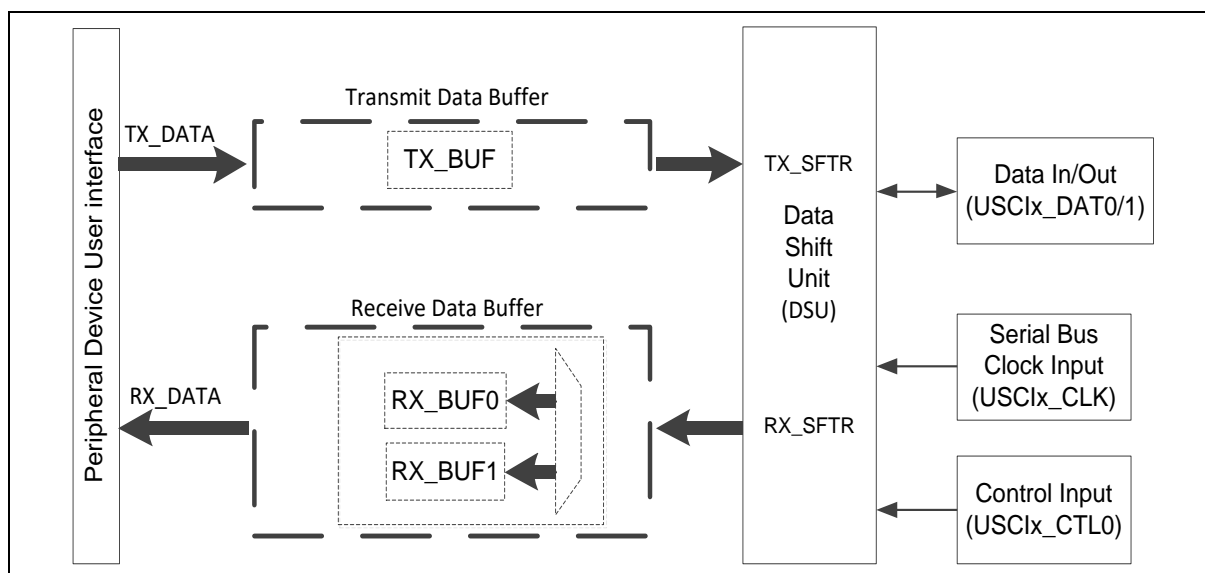 Peripheral Device User interface
TX_DATA
Transmit Data Buffer
TX_BUF
TX_SFTR
Data
Shift
Unit
(DSU)
Data In/Out
(USCIx_DAT0/1)
Receive Data Buffer
RX_DATA
RX_BUF0
RX_BUF1
RX_SFTR
Serial Bus
Clock Input
(USCIx_CLK)
Control Input
(USCIx_CTL0)